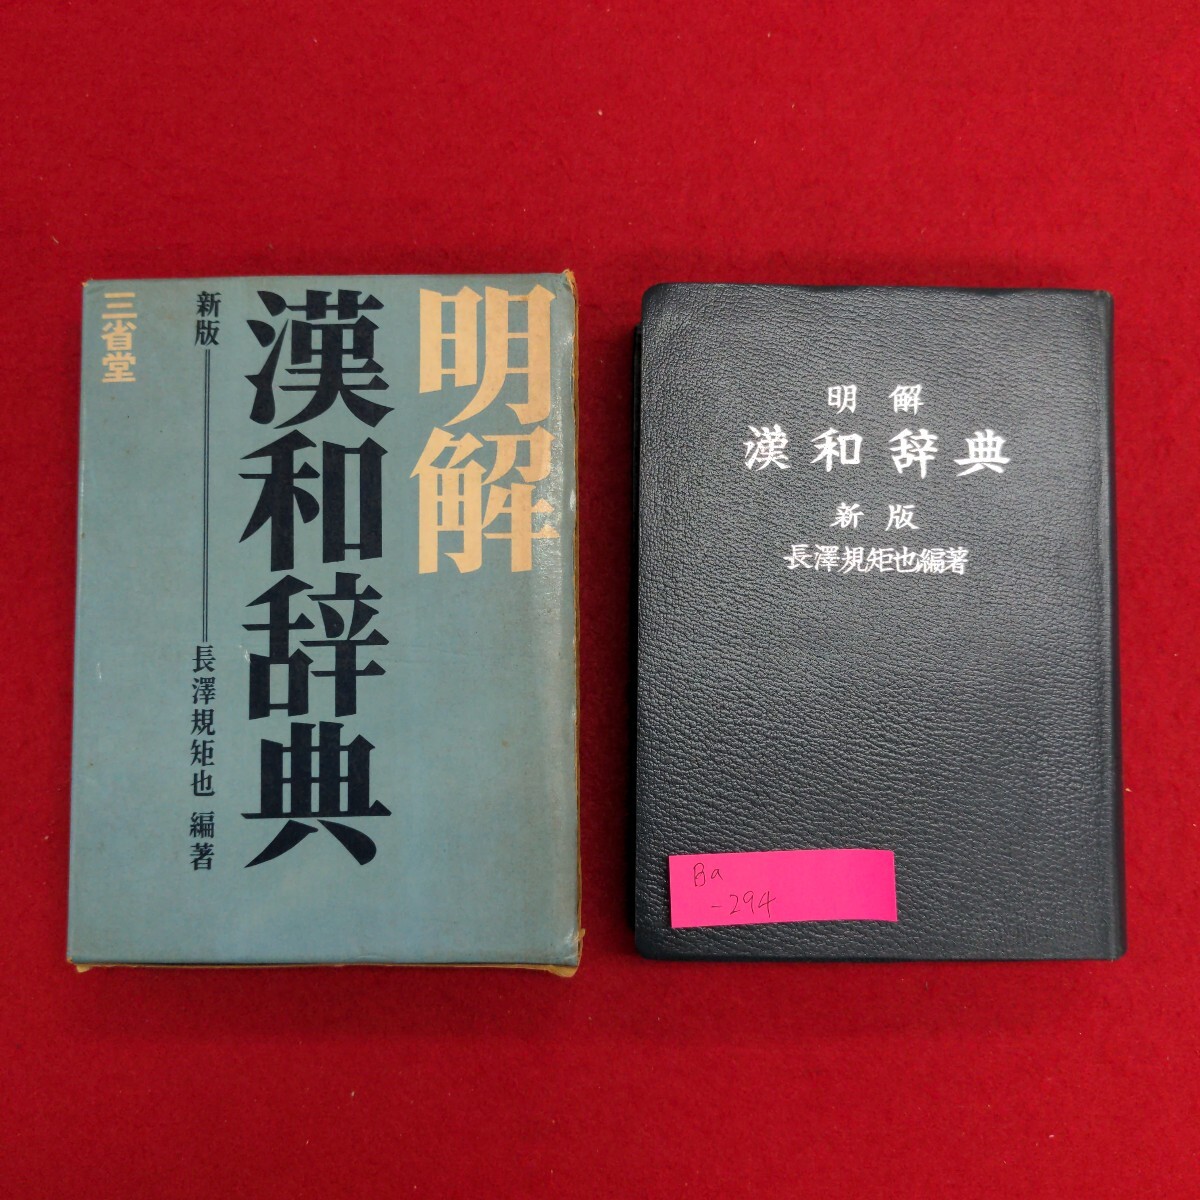 明解
漢和辞典
新版
長澤規矩也 編著
三省堂
明解
漢和辞典
新版
長澤規矩也編著
Ba
-294